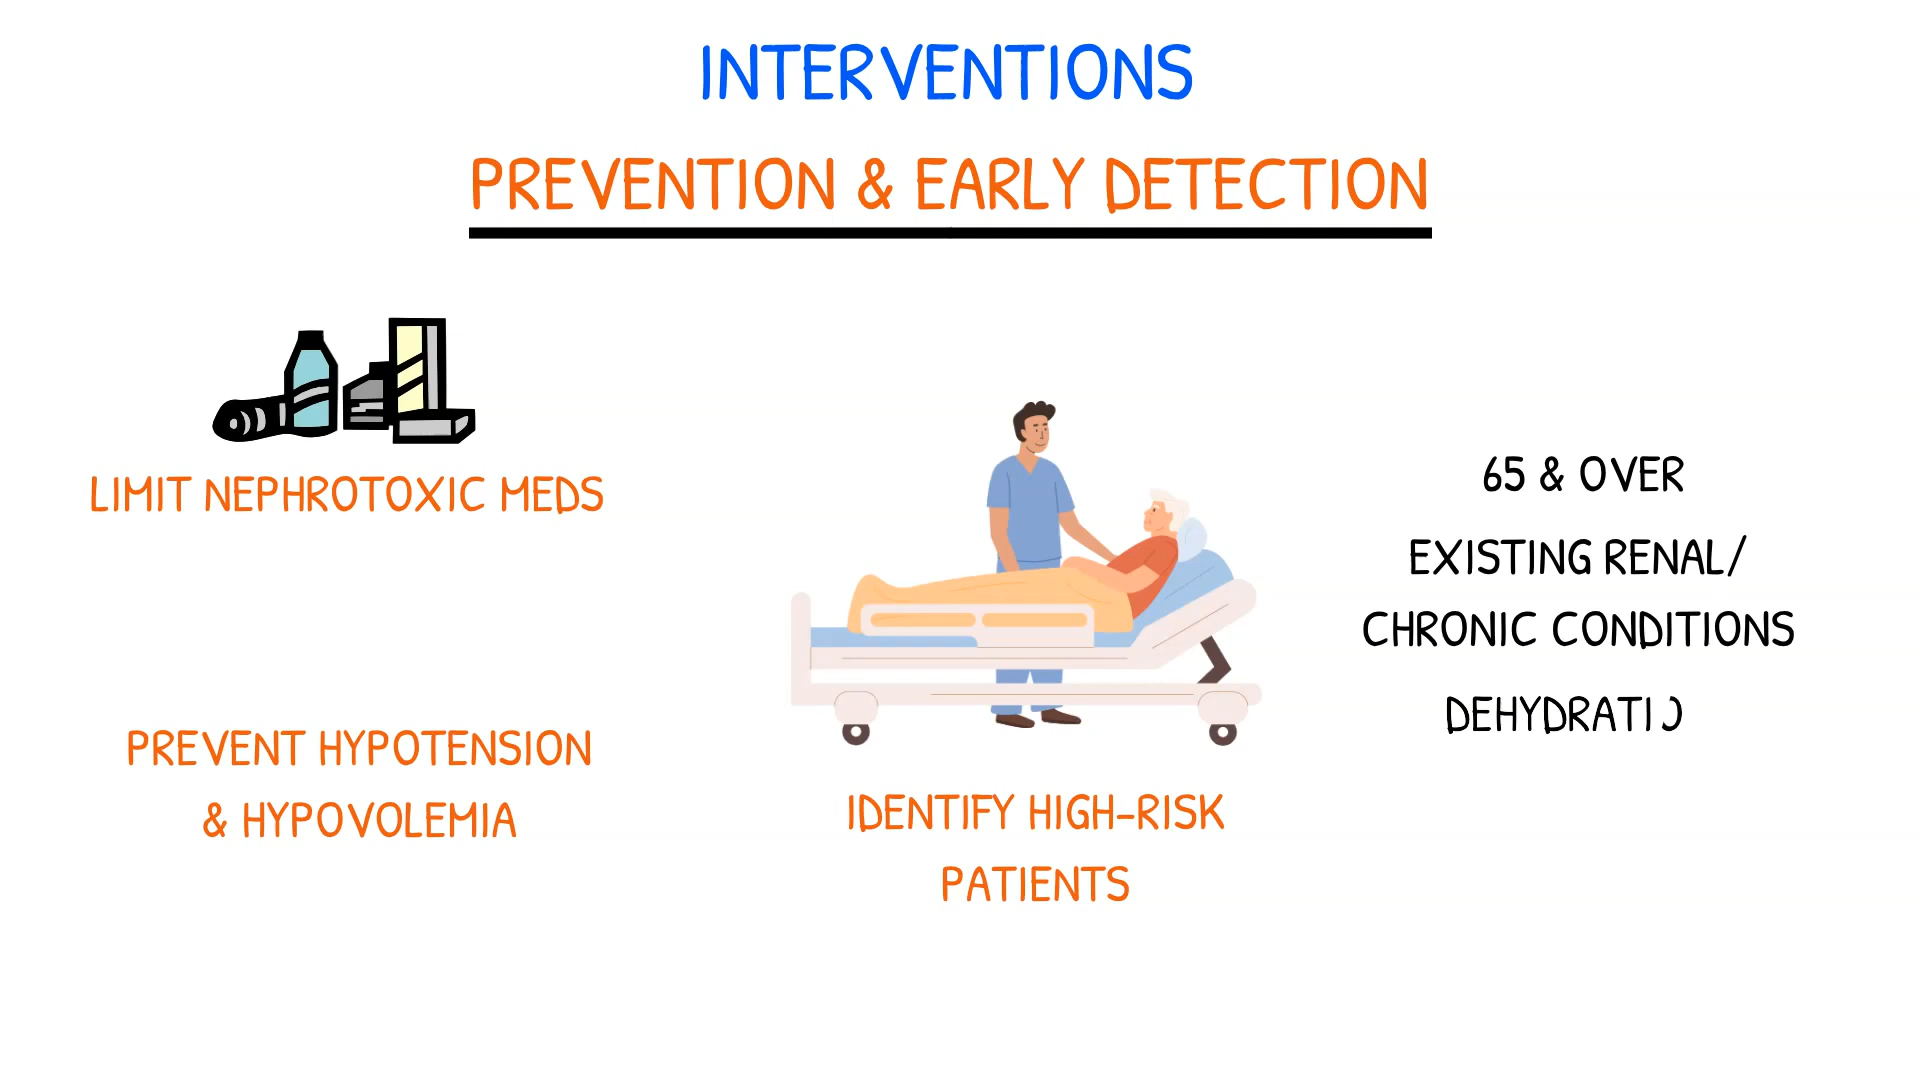 INTERVENTIONS
PREVENTION & EARLY DETECTION
LIMIT NEPHROTOXIC MEDS
PREVENT HYPOTENSION
& HYPOVOLEMIA
IDENTIFY HIGH-RISK
PATIENTS
65 & OVER
EXISTING RENAL/
CHRONIC CONDITIONS
DEHYDRATI